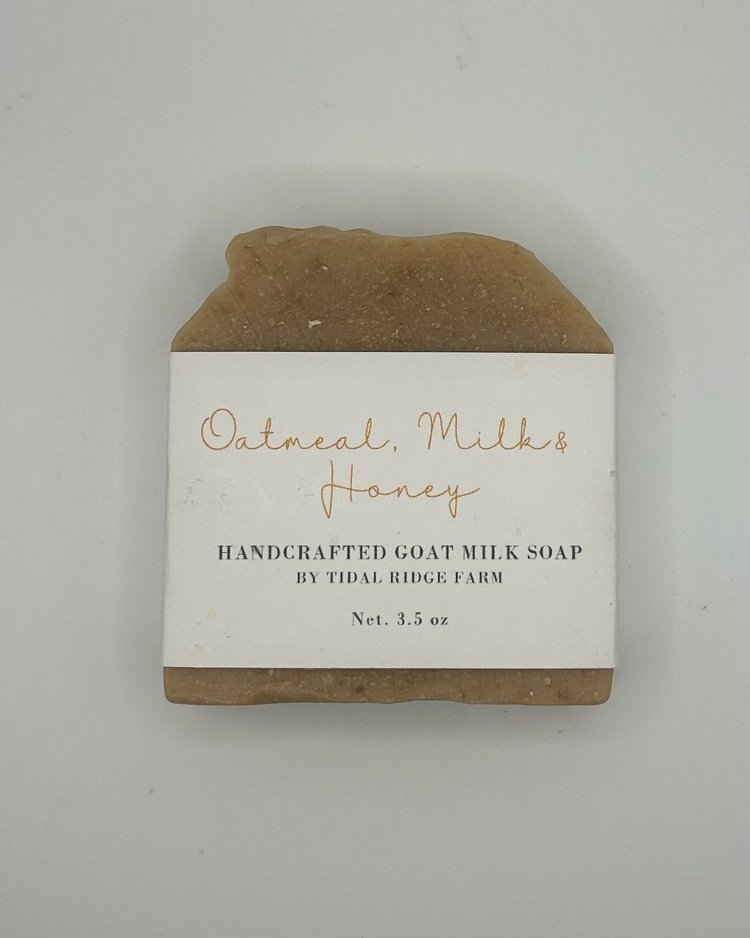 Oatmeal, Milk &
Honey
HANDCRAFTED GOAT MILK SOAP
BY TIDAL RIDGE FARM
Net. 3.5 oz